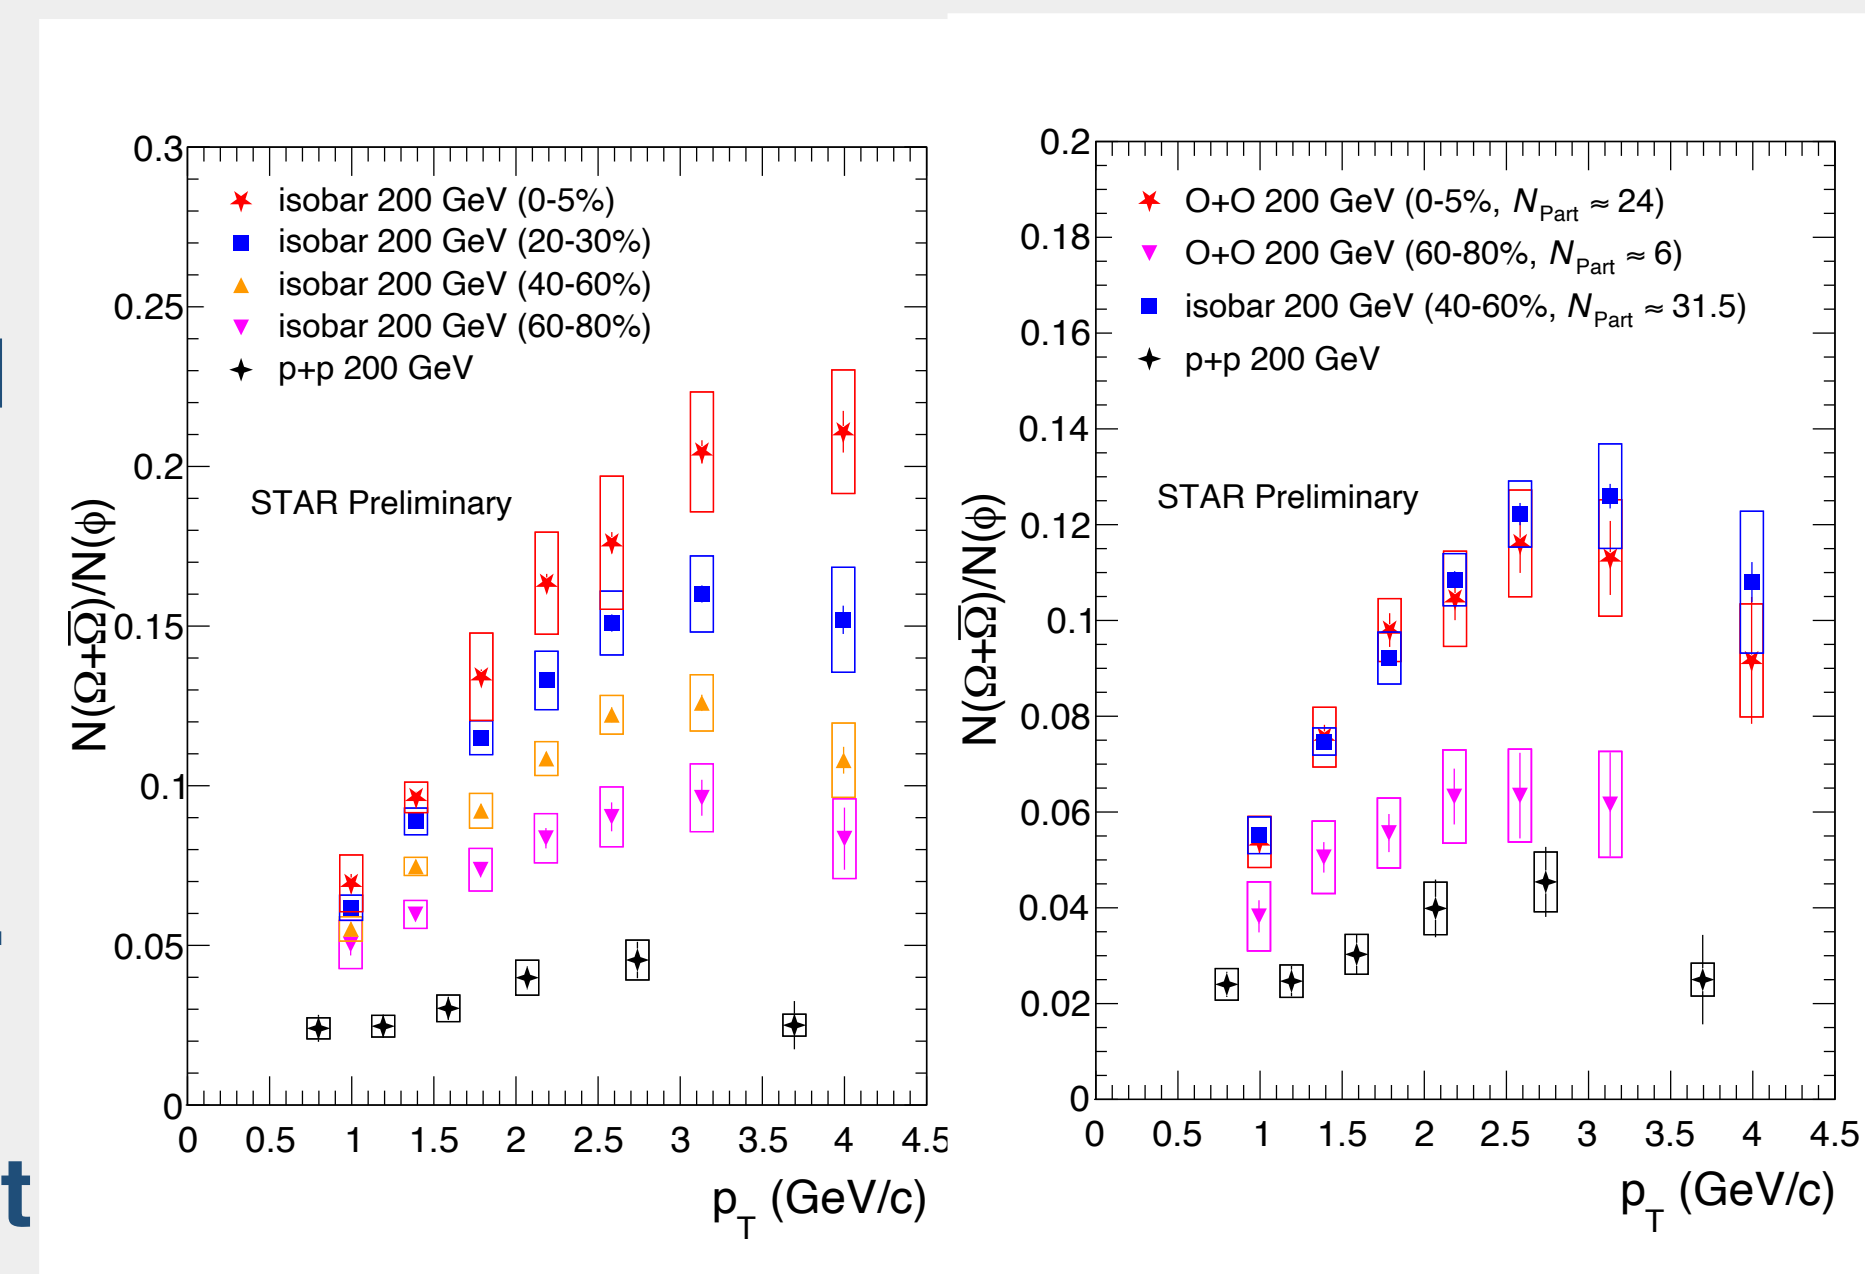 t
0.3
0.25
0.2
0.15
0.1
0.05
0
N(Ω+Ω̅)/N(ϕ)
isobar 200 GeV (0-5%)
isobar 200 GeV (20-30%)
isobar 200 GeV (40-60%)
isobar 200 GeV (60-80%)
p+p 200 GeV
STAR Preliminary
0 0.5 1 1.5 2 2.5 3 3.5 4 4.5
p_T (GeV/c)
0.2
0.18
0.16
0.14
0.12
0.1
0.08
0.06
0.04
0.02
0
N(Ω+Ω̅)/N(ϕ)
O+O 200 GeV (0-5%, N_Part ≈ 24)
O+O 200 GeV (60-80%, N_Part ≈ 6)
isobar 200 GeV (40-60%, N_Part ≈ 31.5)
p+p 200 GeV
STAR Preliminary
0 0.5 1 1.5 2 2.5 3 3.5 4 4.5
p_T (GeV/c)